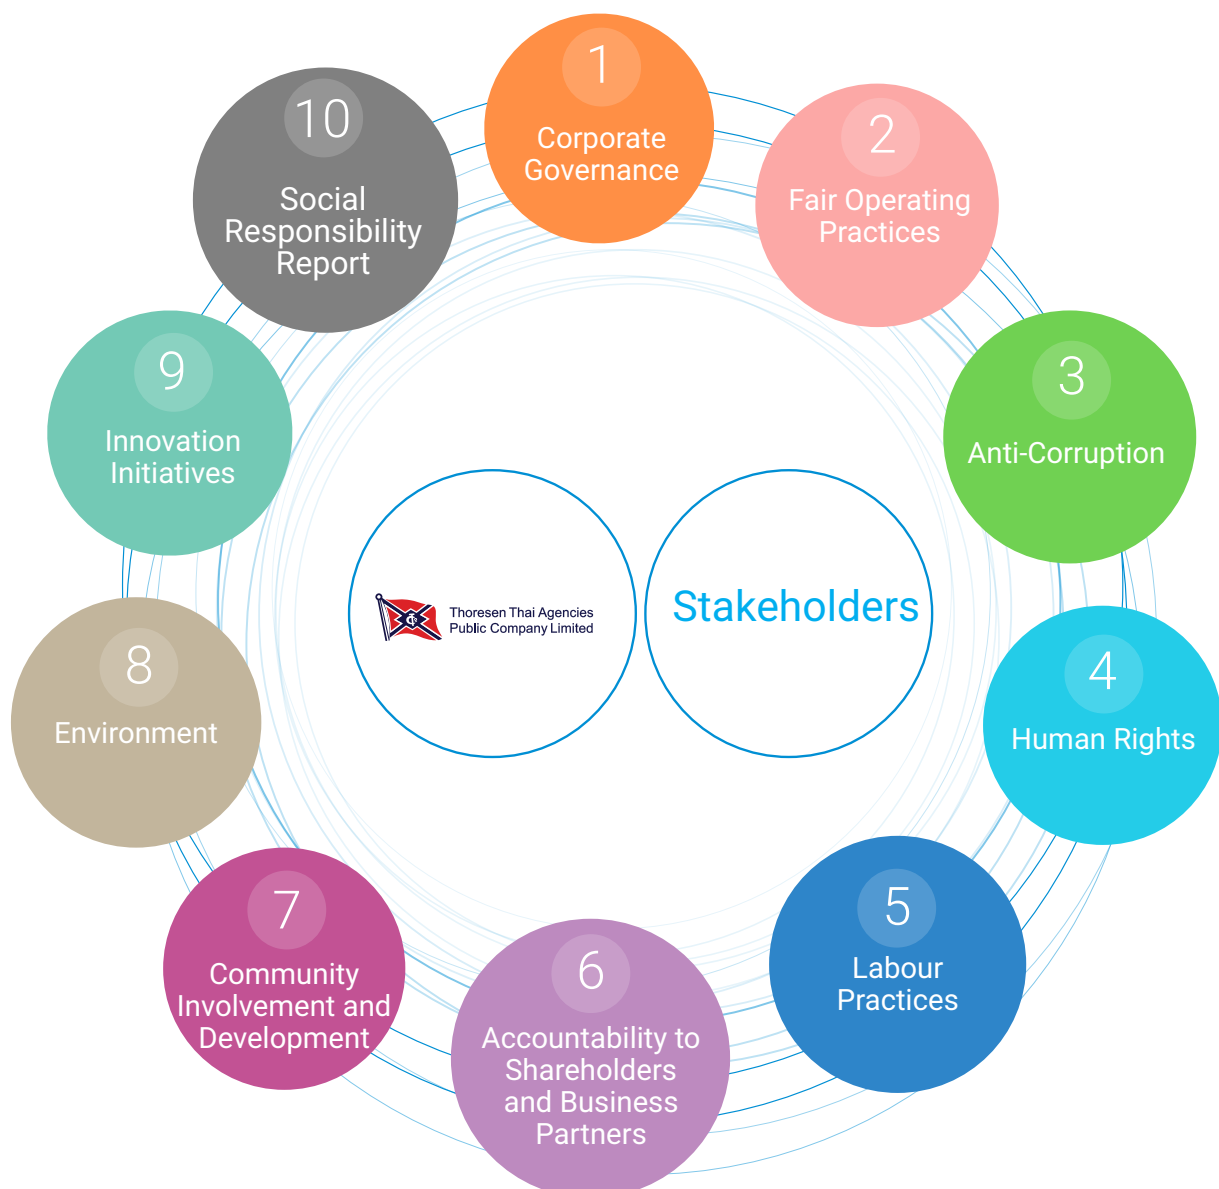 1
Corporate
Governance
2
Fair Operating
Practices
3
Anti-Corruption
4
Human Rights
5
Labour
Practices
6
Accountability to
Shareholders
and Business
Partners
7
Community
Involvement and
Development
8
Environment
9
Innovation
Initiatives
10
Social
Responsibility
Report
Thoresen Thai Agencies
Public Company Limited
Stakeholders